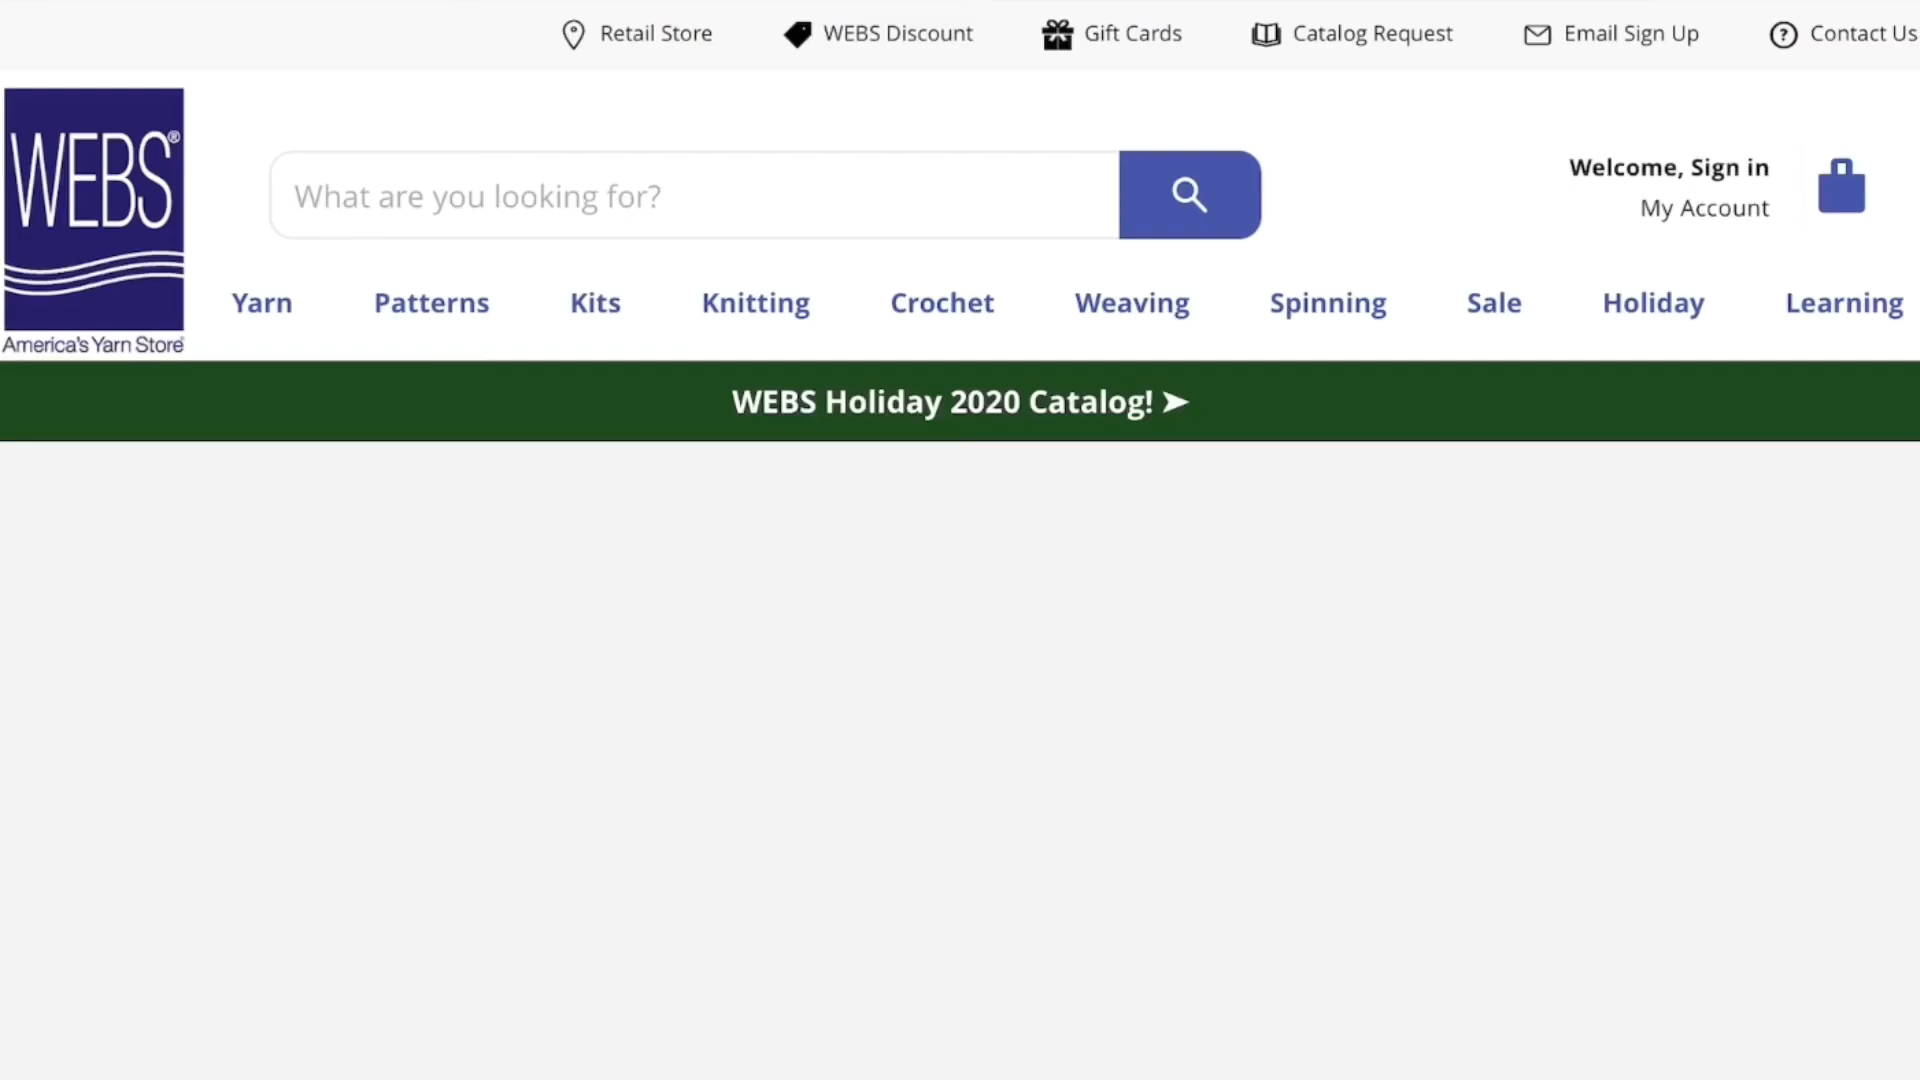 Retail Store
WEBS Discount
Gift Cards
Catalog Request
Email Sign Up
Contact Us
WEBS®
America's Yarn Store
What are you looking for?
Welcome, Sign in
My Account
Yarn
Patterns
Kits
Knitting
Crochet
Weaving
Spinning
Sale
Holiday
Learning
WEBS Holiday 2020 Catalog! ➤